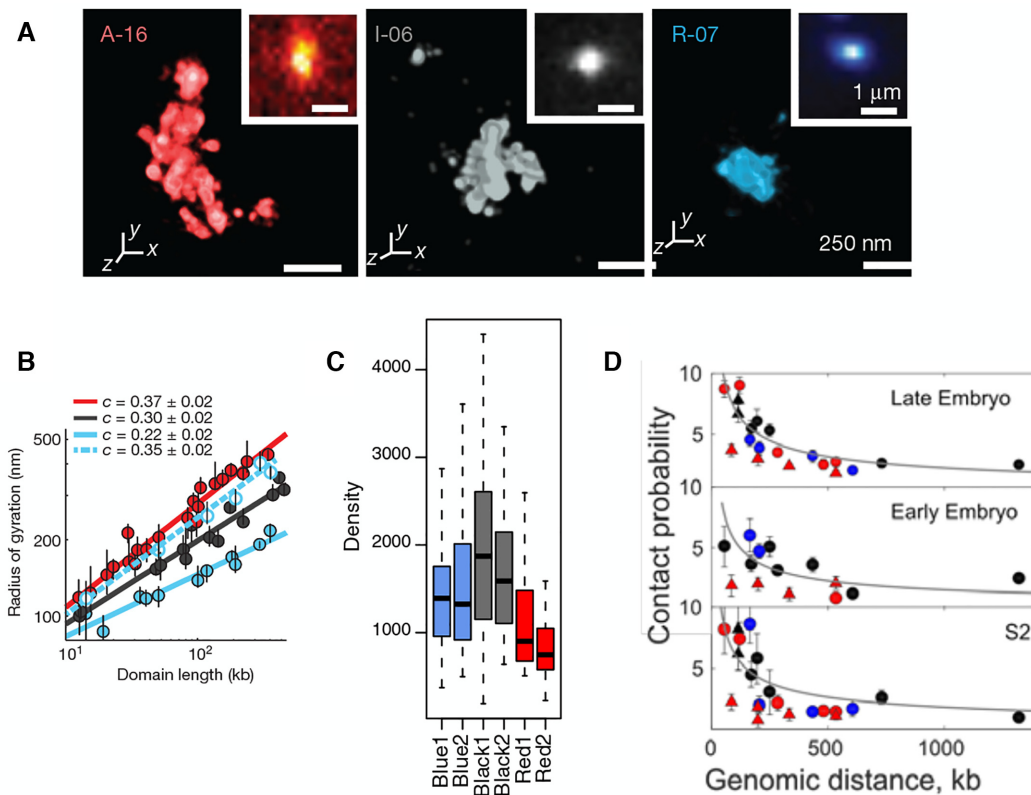 A
A-16
I-06
R-07
1 μm
y
x
z
y
x
z
y
x
z
250 nm
B
c = 0.37 ± 0.02
c = 0.30 ± 0.02
c = 0.22 ± 0.02
c = 0.35 ± 0.02
Radius of gyration (nm)
500
200
100
10¹
10²
Domain length (kb)
C
Density
4000
3000
2000
1000
Blue1
Blue2
Black1
Black2
Red1
Red2
D
Contact probability
10
5
Late Embryo
10
5
Early Embryo
10
5
S2
0
500
1000
Genomic distance, kb